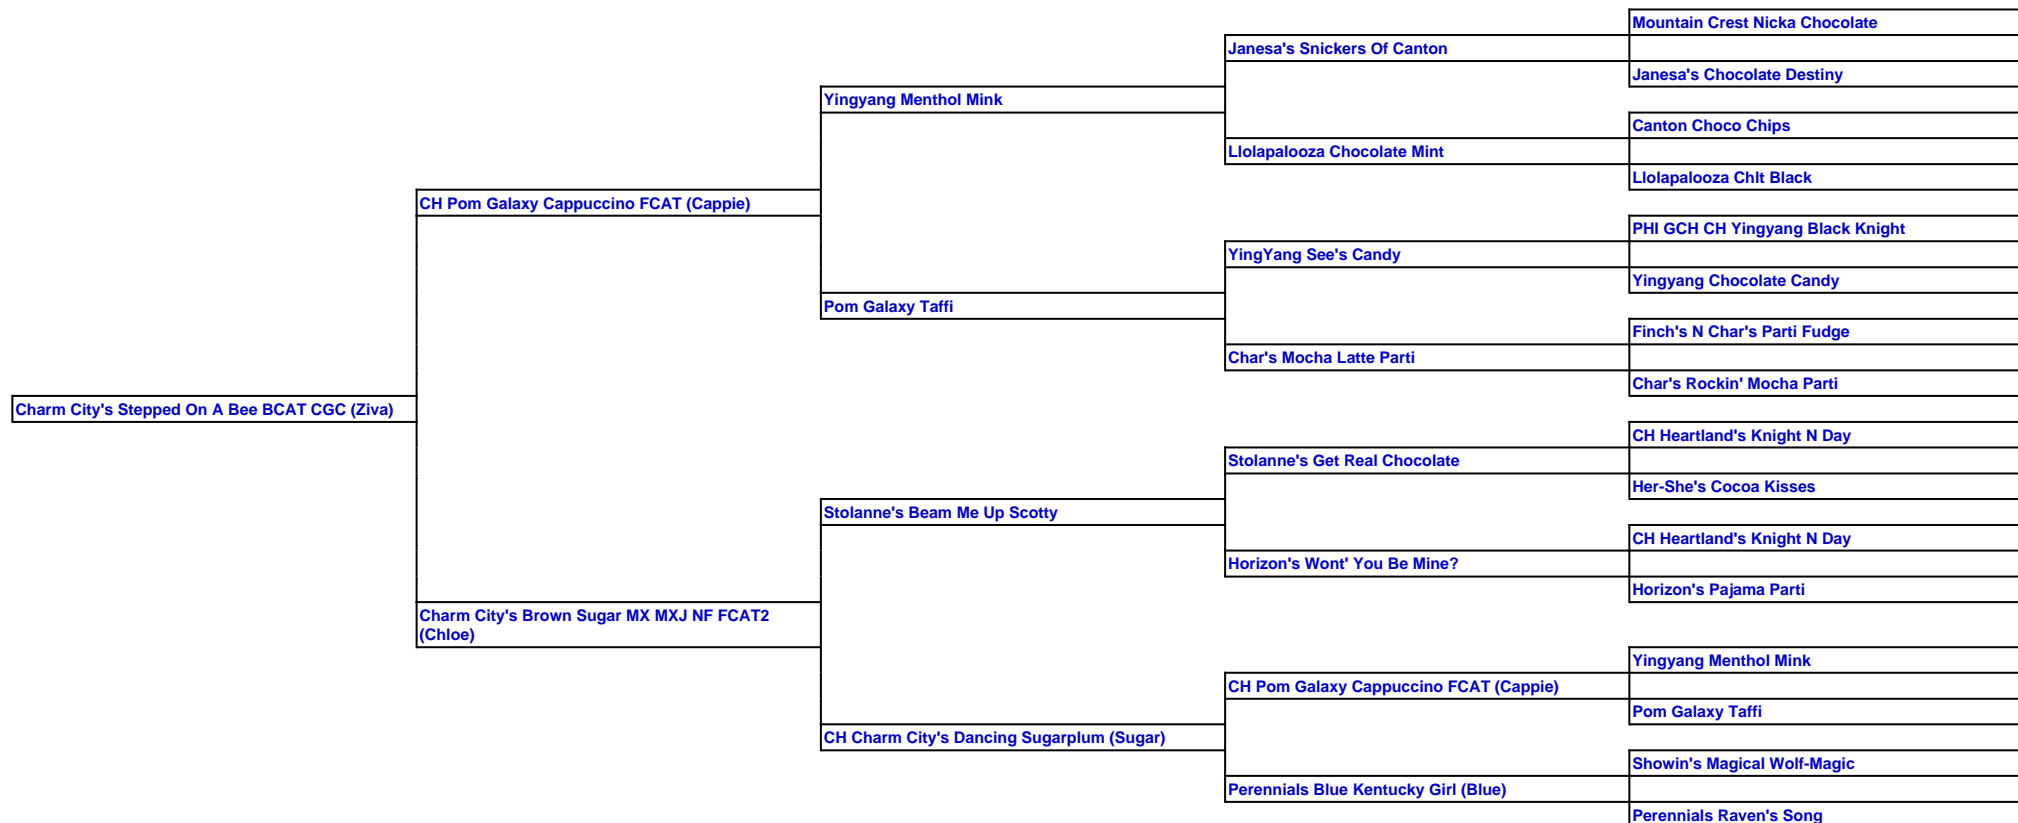 Mountain Crest Nicka Chocolate
Janesa's Snickers Of Canton
Janesa's Chocolate Destiny
Yingyang Menthol Mink
Canton Choco Chips
Llolapalooza Chocolate Mint
Llolapalooza Chlt Black
CH Pom Galaxy Cappuccino FCAT (Cappie)
PHI GCH CH Yingyang Black Knight
YingYang See's Candy
Yingyang Chocolate Candy
Pom Galaxy Taffi
Finch's N Char's Parti Fudge
Char's Mocha Latte Parti
Char's Rockin' Mocha Parti
Charm City's Stepped On A Bee BCAT CGC (Ziva)
CH Heartland's Knight N Day
Stolanne's Get Real Chocolate
Her-She's Cocoa Kisses
Stolanne's Beam Me Up Scotty
CH Heartland's Knight N Day
Horizon's Wont' You Be Mine?
Horizon's Pajama Parti
Charm City's Brown Sugar MX MXJ NF FCAT2
(Chloe)
Yingyang Menthol Mink
CH Pom Galaxy Cappuccino FCAT (Cappie)
Pom Galaxy Taffi
CH Charm City's Dancing Sugarplum (Sugar)
Showin's Magical Wolf-Magic
Perennials Blue Kentucky Girl (Blue)
Perennials Raven's Song